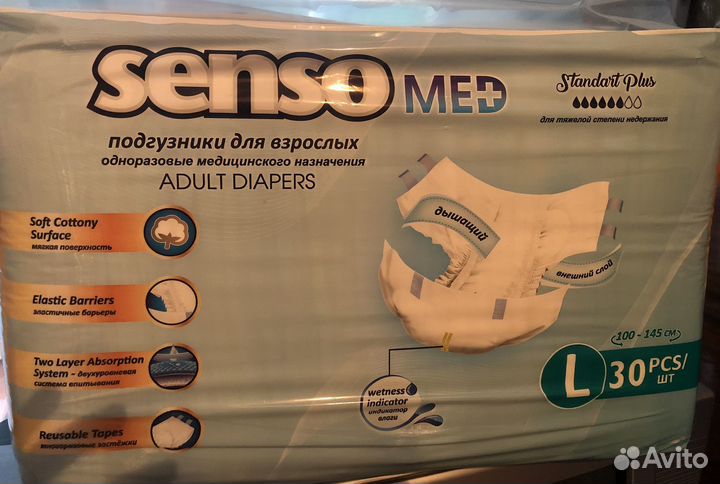 senso MED
Standart Plus
для тяжелой степени недержания
подгузники для взрослых
одноразовые медицинского назначения
ADULT DIAPERS
Soft Cottony
Surface
мягкая поверхность
Elastic Barriers
эластичные барьеры
Two Layer Absorption
System - двухуровневая
система впитывания
Reusable Tapes
многоразовые застёжки
дышащий
внешний слой
wetness
indicator
индикатор
влаги
100 - 145 см
L 30 PCS/
шт
Avito